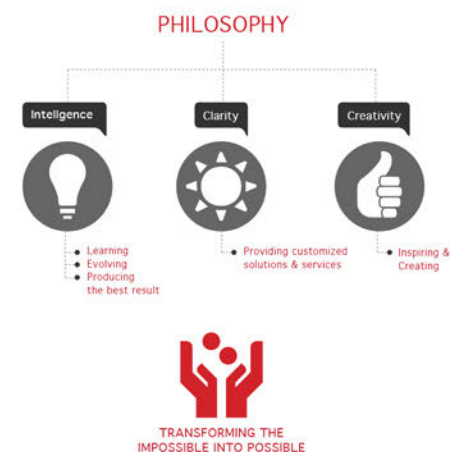 PHILOSOPHY
Intellgence
Clarity
Creativity
Learning
Evolving
Producing
the best result
Providing customized
solutions & services
Inspiring &
Creating
TRANSFORMING THE
IMPOSSIBLE INTO POSSIBLE